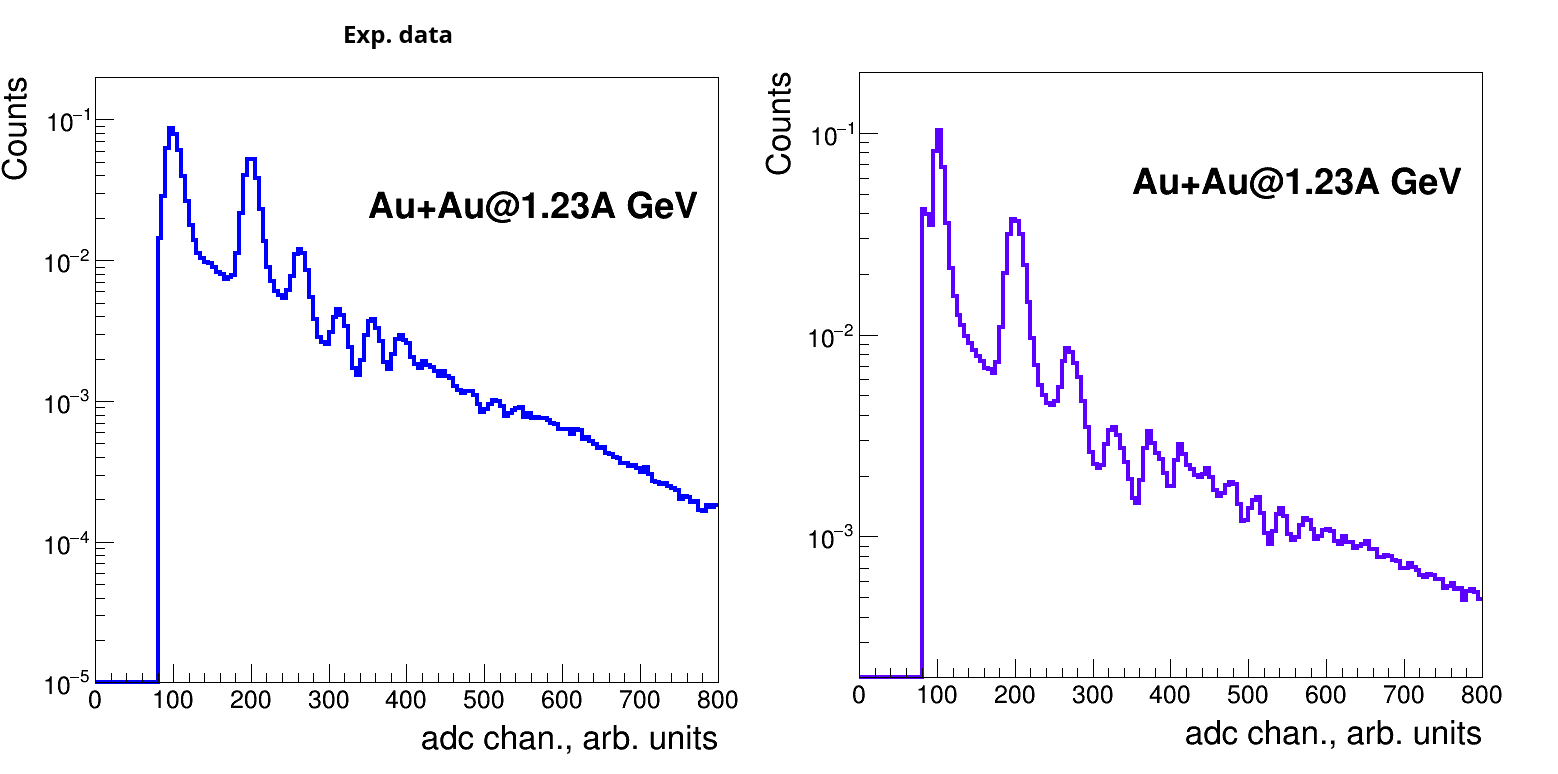 Exp. data
Counts
10⁻¹
10⁻²
10⁻³
10⁻⁴
10⁻⁵
Au+Au@1.23A GeV
0 100 200 300 400 500 600 700 800
adc chan., arb. units
Counts
10⁻¹
10⁻²
10⁻³
Au+Au@1.23A GeV
0 100 200 300 400 500 600 700 800
adc chan., arb. units